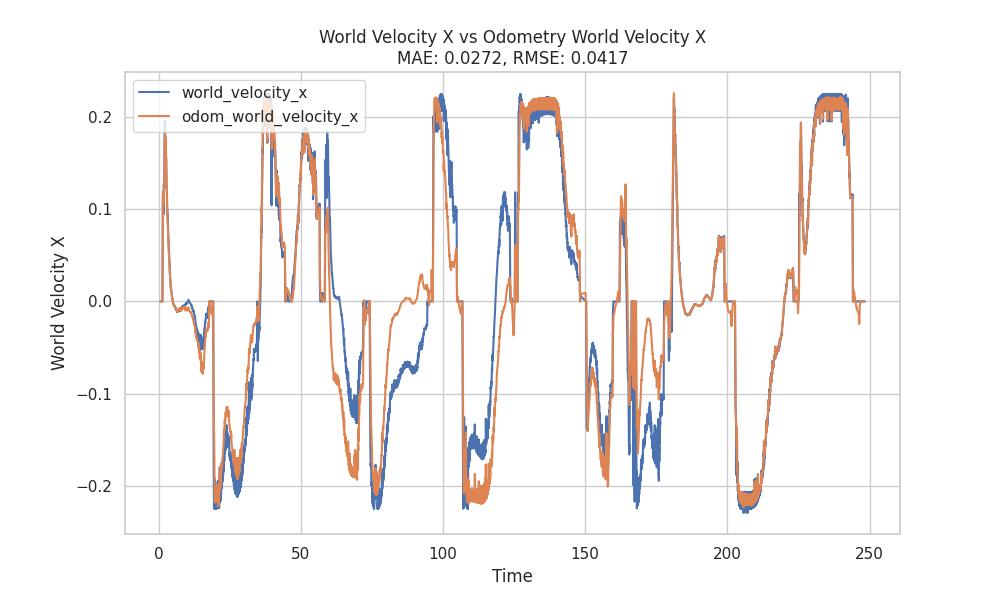 World Velocity X vs Odometry World Velocity X
MAE: 0.0272, RMSE: 0.0417
world_velocity_x
odom_world_velocity_x
World Velocity X
0.2
0.1
0.0
−0.1
−0.2
0
50
100
150
200
250
Time